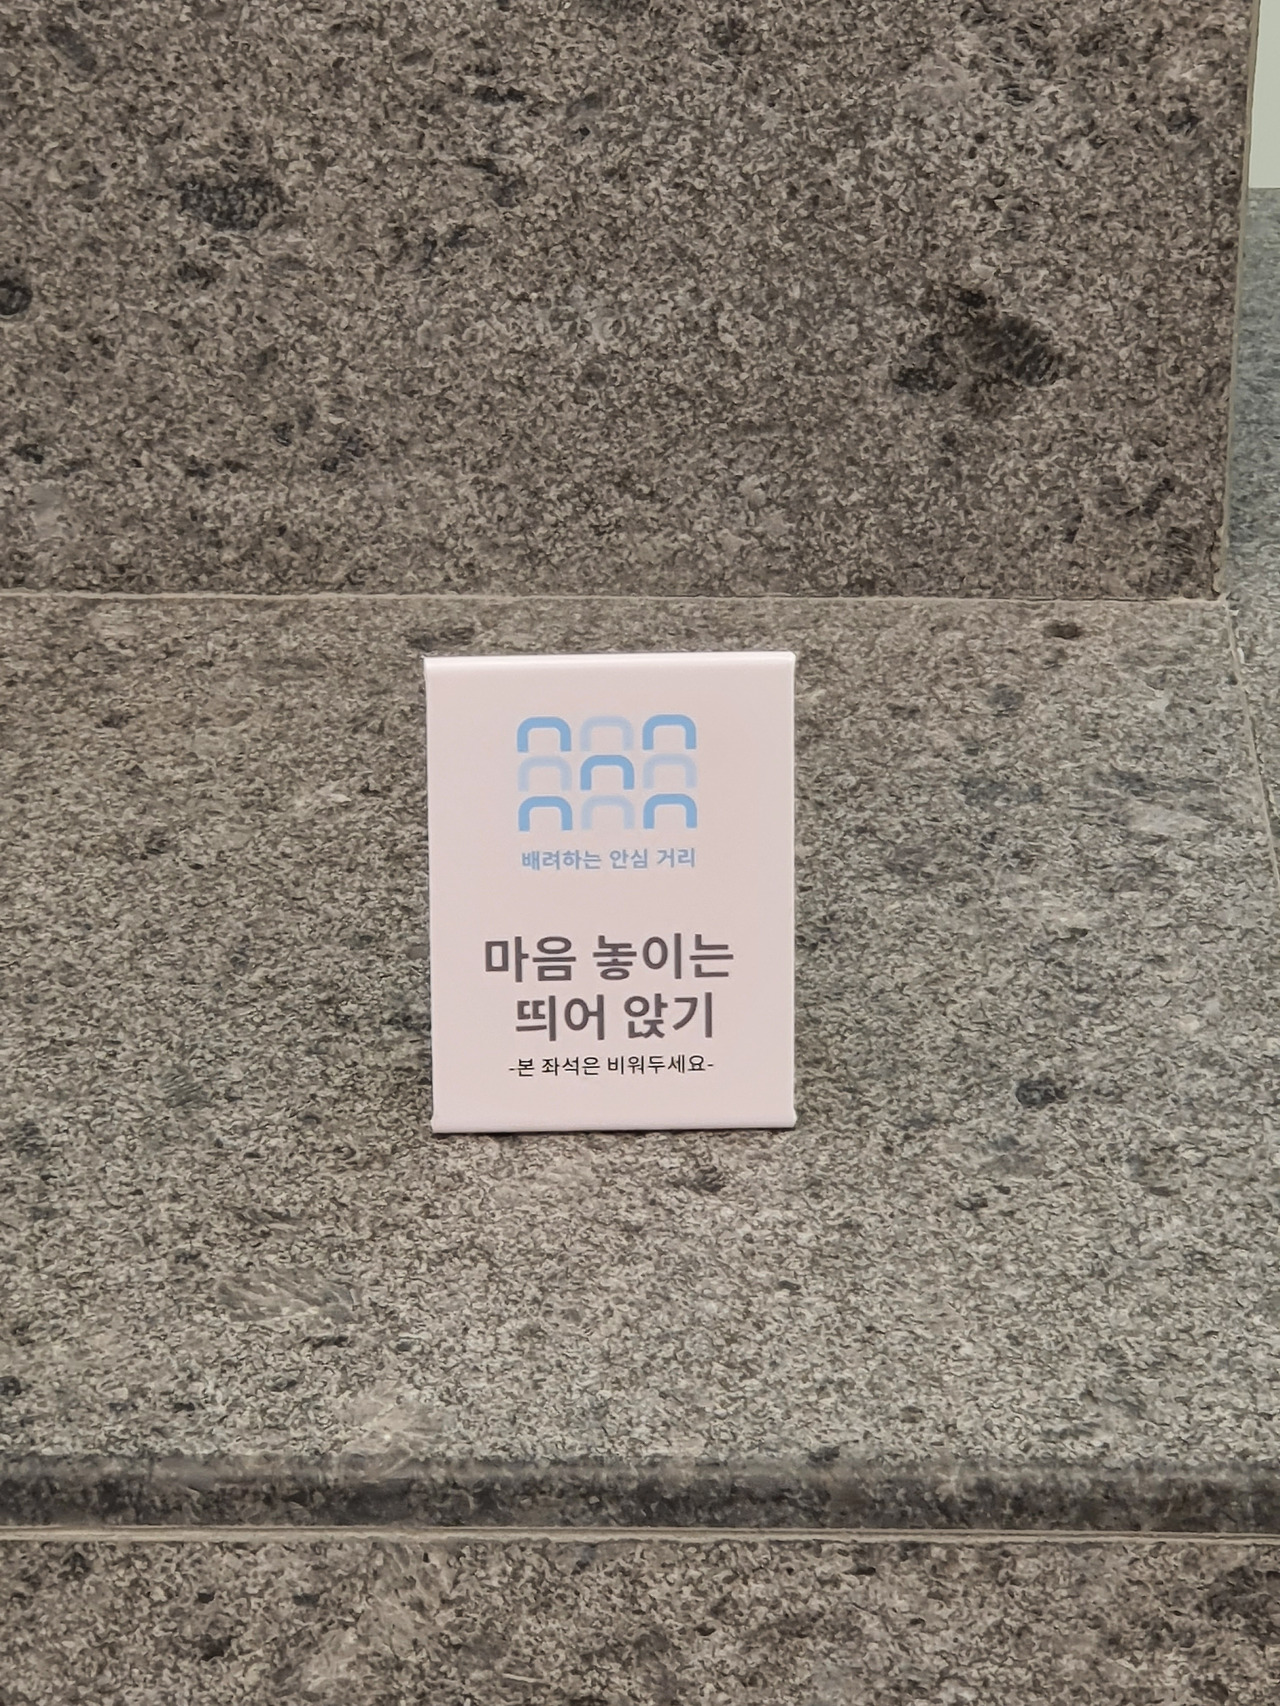 배려하는 안심 거리
마음 놓이는
띄어 앉기
-본 좌석은 비워두세요-